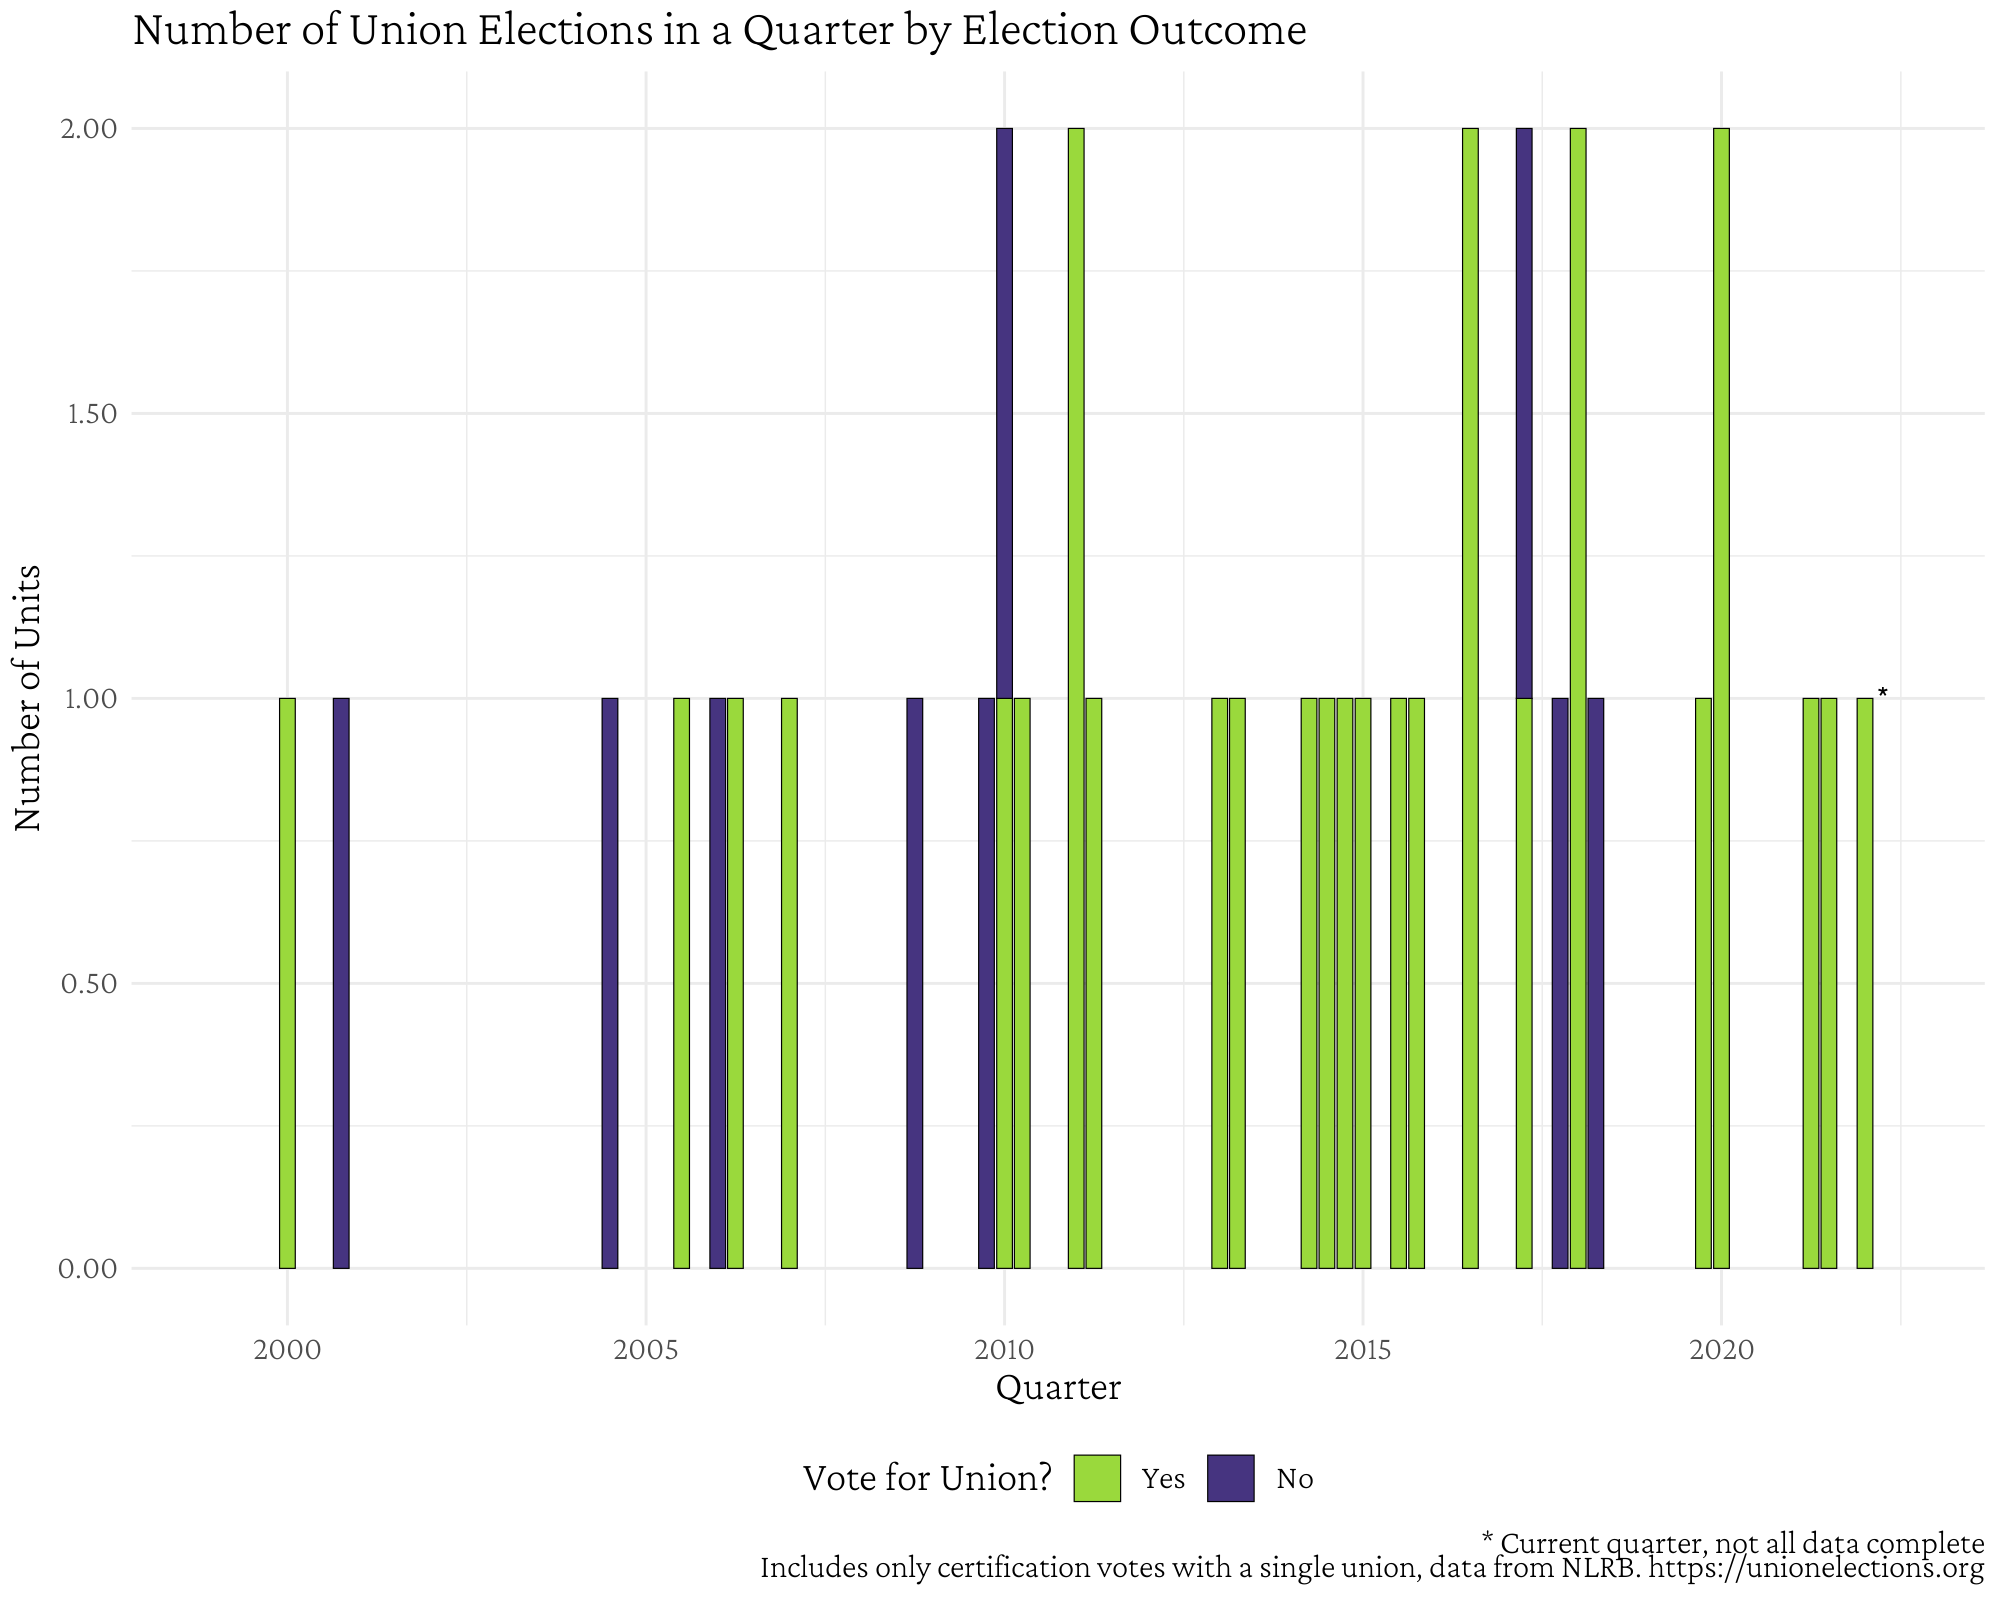 Number of Union Elections in a Quarter by Election Outcome
Number of Units
2.00
1.50
1.00
0.50
0.00
*
2000 2005 2010 2015 2020
Quarter
Vote for Union? Yes No
* Current quarter, not all data complete
Includes only certification votes with a single union, data from NLRB. https://unionelections.org